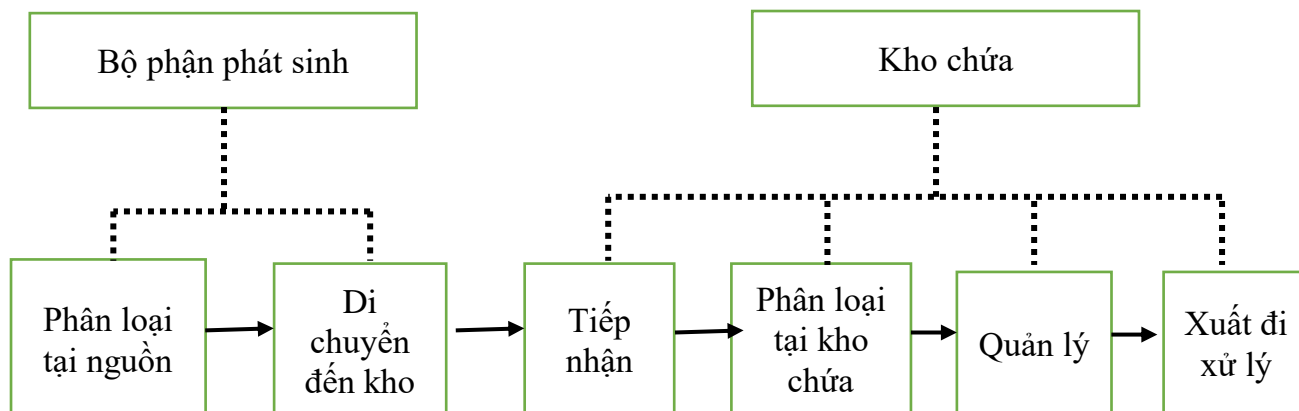 Bộ phận phát sinh
Kho chứa
Phân loại
tại nguồn
Di
chuyển
đến kho
Tiếp
nhận
Phân loại
tại kho
chứa
Quản lý
Xuất đi
xử lý